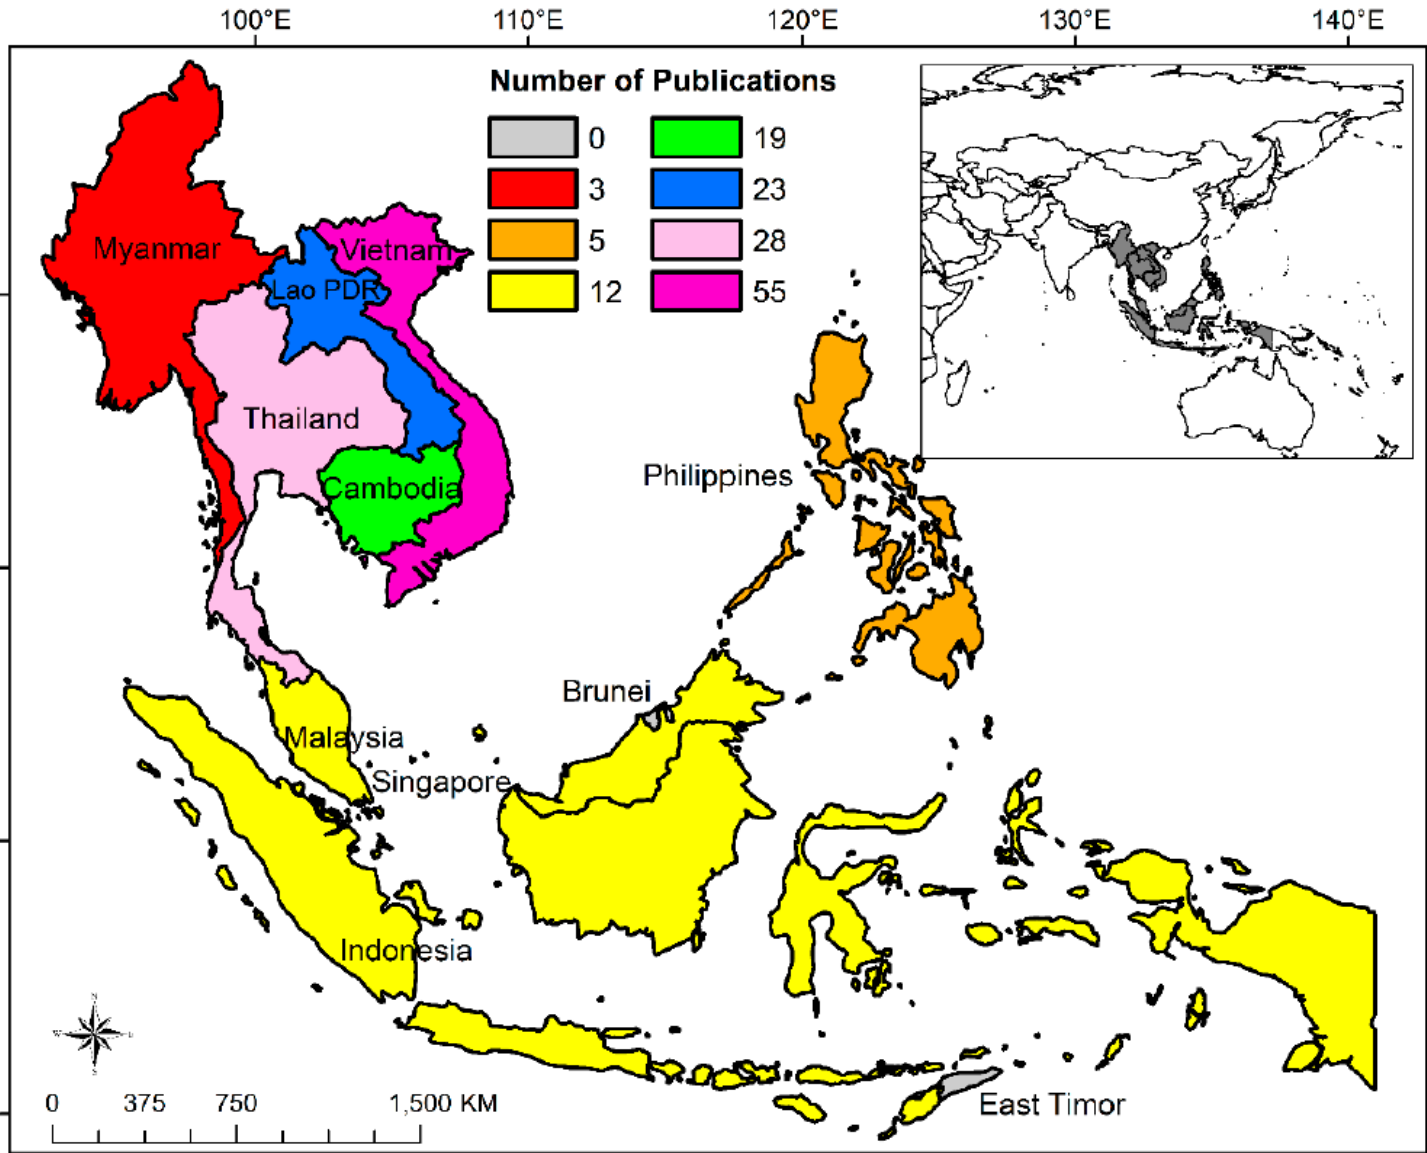 100°E 110°E 120°E 130°E 140°E
Number of Publications
0 19
3 23
5 28
12 55
Myanmar
Vietnam
Lao PDR
Thailand
Cambodia
Philippines
Brunei
Malaysia
Singapore
Indonesia
East Timor
N
W E
S
0 375 750 1,500 KM